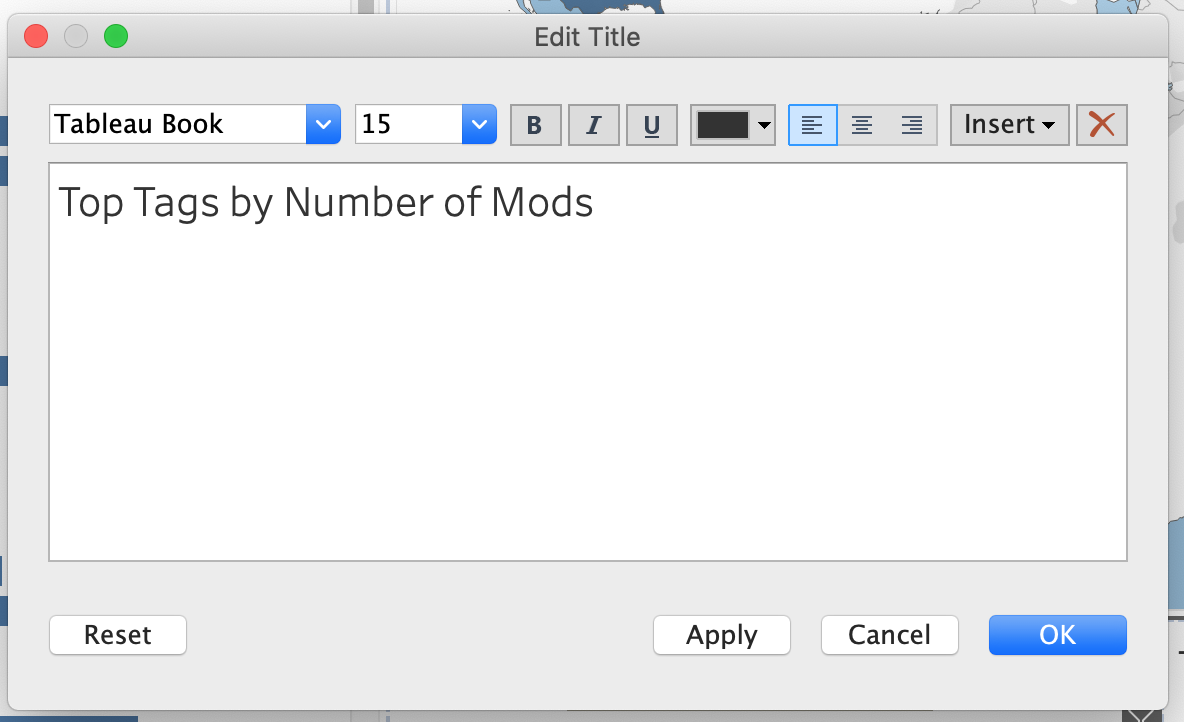 Edit Title
Tableau Book 15 B I U Insert
Top Tags by Number of Mods
Reset Apply Cancel OK